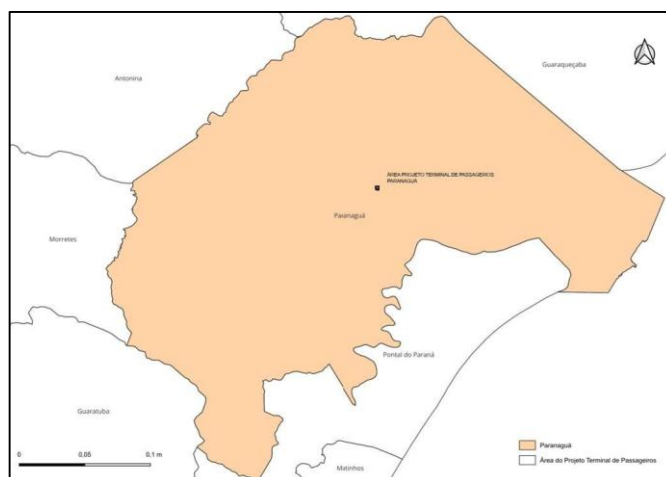 Antonina
Guaraqueçaba
ÁREA PROJETO TERMINAL DE PASSAGEIROS
PARANAGUÁ
Paranaguá
Morretes
Pontal do Paraná
Guaratuba
Matinhos
0 0,05 0,1 m
Paranaguá
Área do Projeto Terminal de Passageiros